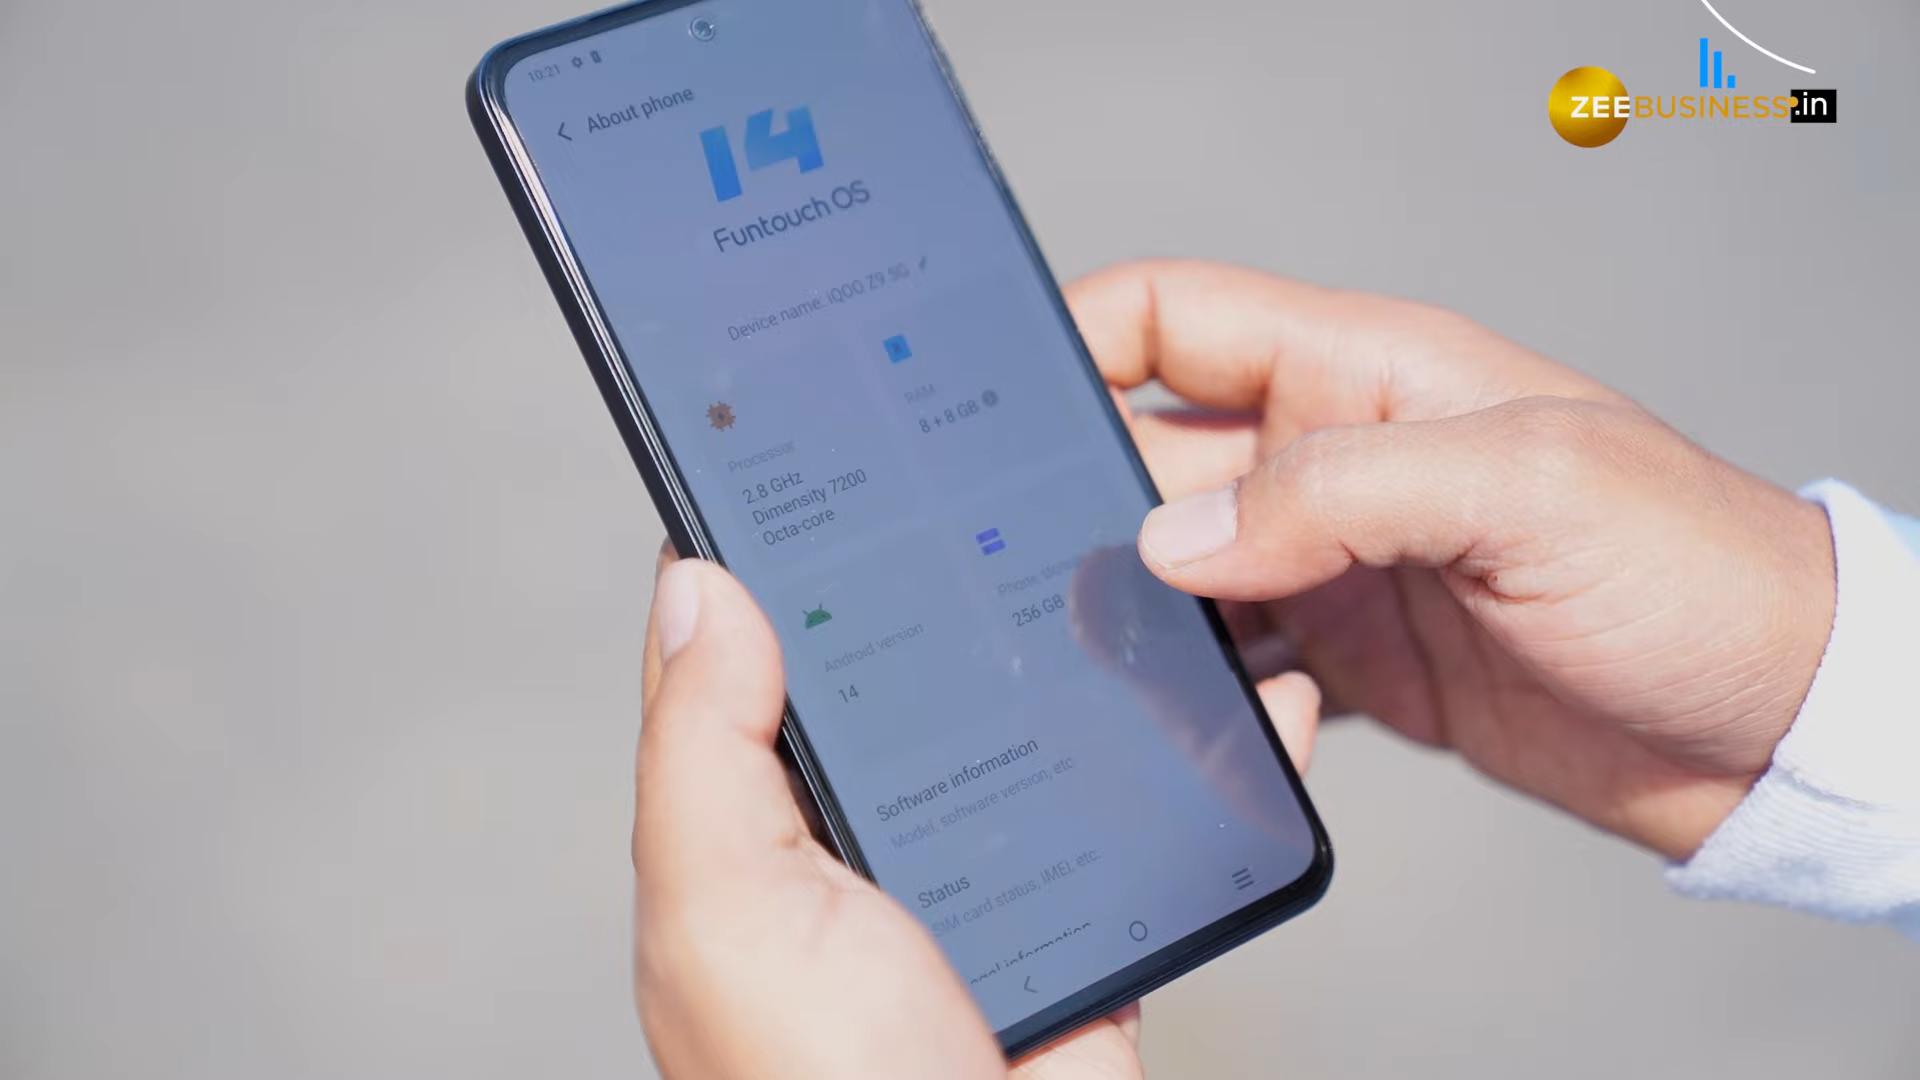 ZEEBUSINESS.in
10:21
About phone
14
Funtouch OS
Device name: iQOO Z9 5G
Processor
2.8 GHz
Dimensity 7200
Octa-core
RAM
8 + 8 GB
Android version
14
Phone
256 GB
Software information
Model, software version, etc.
Status
SIM card status, IMEI, etc.
information